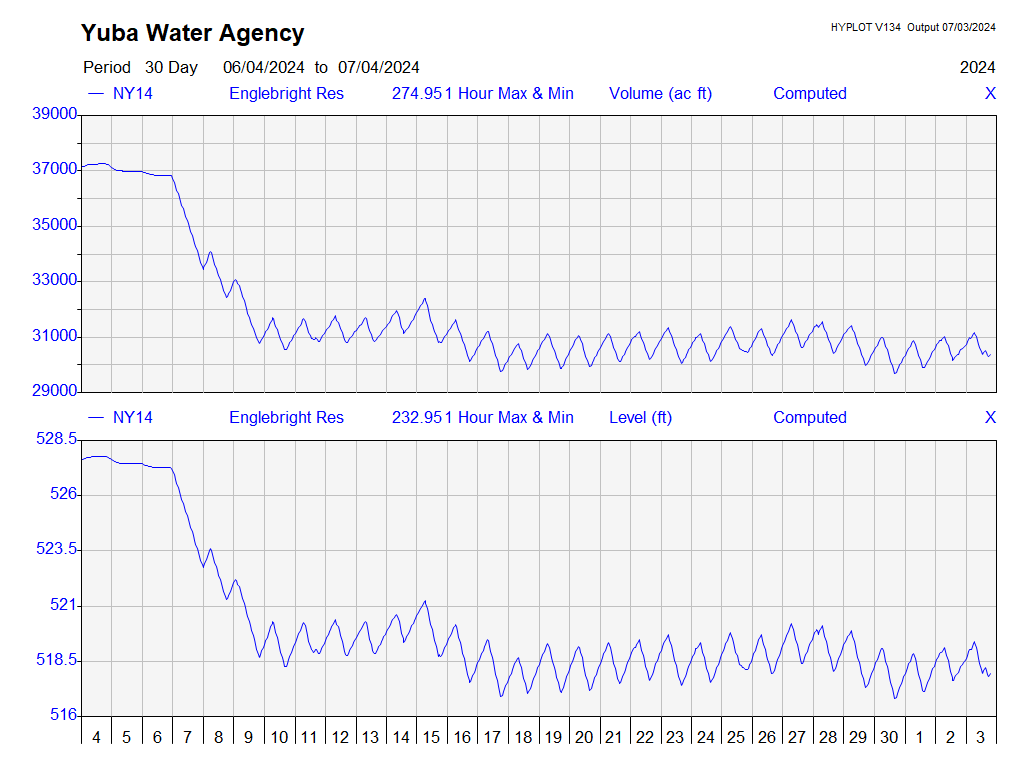 Yuba Water Agency
HYPLOT V134 Output 07/03/2024
Period 30 Day 06/04/2024 to 07/04/2024 2024
NY14 Englebright Res 274.951 Hour Max & Min Volume (ac ft) Computed X
39000
37000
35000
33000
31000
29000
NY14 Englebright Res 232.951 Hour Max & Min Level (ft) Computed X
528.5
526
523.5
521
518.5
516
4 5 6 7 8 9 10 11 12 13 14 15 16 17 18 19 20 21 22 23 24 25 26 27 28 29 30 1 2 3